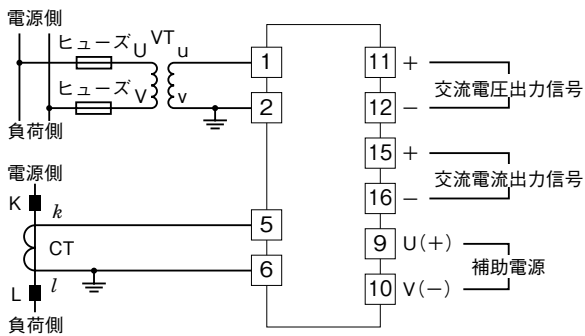 電源側
ヒューズ U VT u
1
11 +
交流電圧出力信号
ヒューズ V v
2
12 −
負荷側
15 +
交流電流出力信号
16 −
電源側
K k
CT
5
9 U(+)
補助電源
6
10 V(−)
L l
負荷側